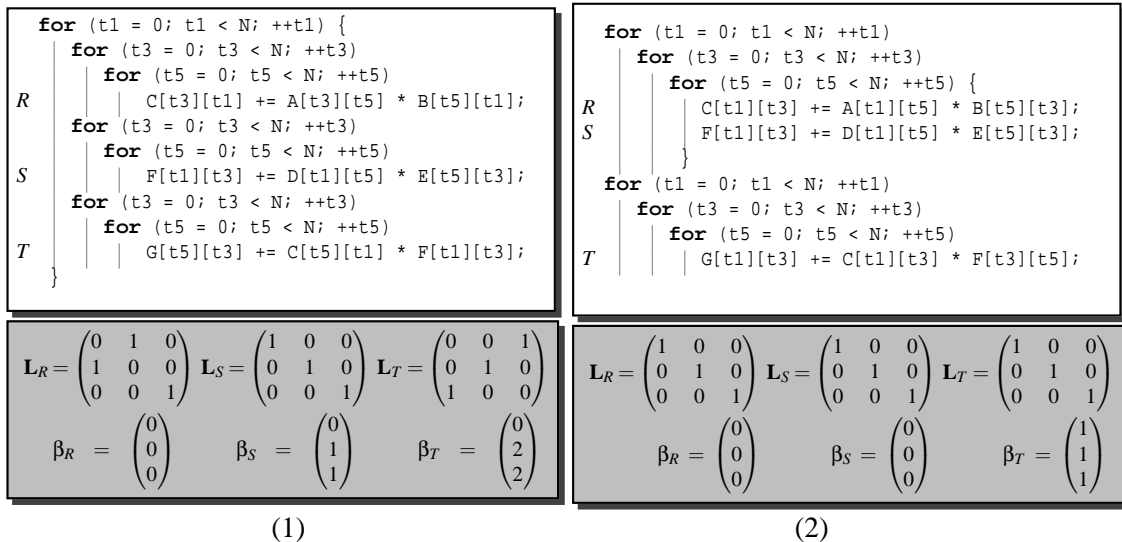 for (t1 = 0; t1 < N; ++t1) {
for (t3 = 0; t3 < N; ++t3)
for (t5 = 0; t5 < N; ++t5)
R C[t3][t1] += A[t3][t5] * B[t5][t1];
for (t3 = 0; t3 < N; ++t3)
for (t5 = 0; t5 < N; ++t5)
S F[t1][t3] += D[t1][t5] * E[t5][t3];
for (t3 = 0; t3 < N; ++t3)
for (t5 = 0; t5 < N; ++t5)
T G[t5][t3] += C[t5][t1] * F[t1][t3];
}
L_R = (0 1 0; 1 0 0; 0 0 1) L_S = (1 0 0; 0 1 0; 0 0 1) L_T = (0 0 1; 0 1 0; 1 0 0)
β_R = (0; 0; 0) β_S = (0; 1; 1) β_T = (0; 2; 2)
(1)
for (t1 = 0; t1 < N; ++t1)
for (t3 = 0; t3 < N; ++t3)
for (t5 = 0; t5 < N; ++t5) {
R C[t1][t3] += A[t1][t5] * B[t5][t3];
S F[t1][t3] += D[t1][t5] * E[t5][t3];
}
for (t1 = 0; t1 < N; ++t1)
for (t3 = 0; t3 < N; ++t3)
for (t5 = 0; t5 < N; ++t5)
T G[t1][t3] += C[t1][t3] * F[t3][t5];
L_R = (1 0 0; 0 1 0; 0 0 1) L_S = (1 0 0; 0 1 0; 0 0 1) L_T = (1 0 0; 0 1 0; 0 0 1)
β_R = (0; 0; 0) β_S = (0; 0; 0) β_T = (1; 1; 1)
(2)